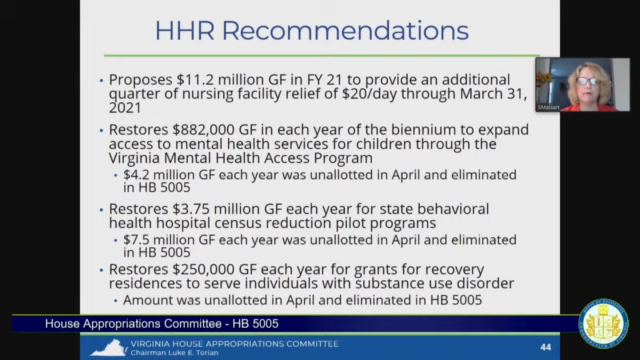 HHR Recommendations
• Proposes $11.2 million GF in FY 21 to provide an additional
quarter of nursing facility relief of $20/day through March 31,
2021
• Restores $882,000 GF in each year of the biennium to expand
access to mental health services for children through the
Virginia Mental Health Access Program
• $4.2 million GF each year was unallotted in April and eliminated
in HB 5005
• Restores $3.75 million GF each year for state behavioral
health hospital census reduction pilot programs
• $7.5 million GF each year was unallotted in April and eliminated
in HB 5005
• Restores $250,000 GF each year for grants for recovery
residences to serve individuals with substance use disorder
• Amount was unallotted in April and eliminated in HB 5005
House Appropriations Committee - HB 5005
VIRGINIA HOUSE APPROPRIATIONS COMMITTEE
Chairman Luke E. Torian
44